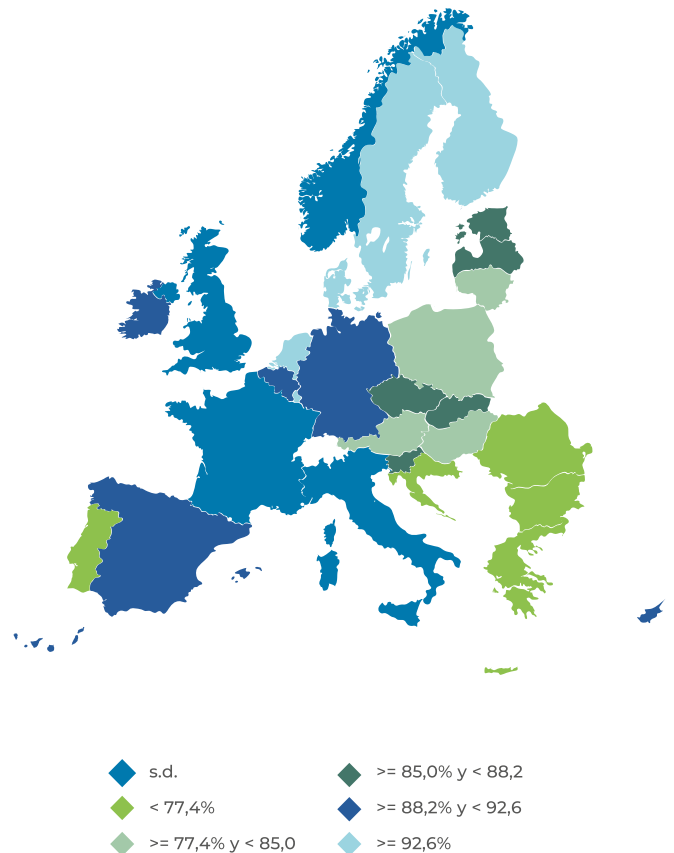 s.d.
< 77,4%
>= 77,4% y < 85,0
>= 85,0% y < 88,2
>= 88,2% y < 92,6
>= 92,6%